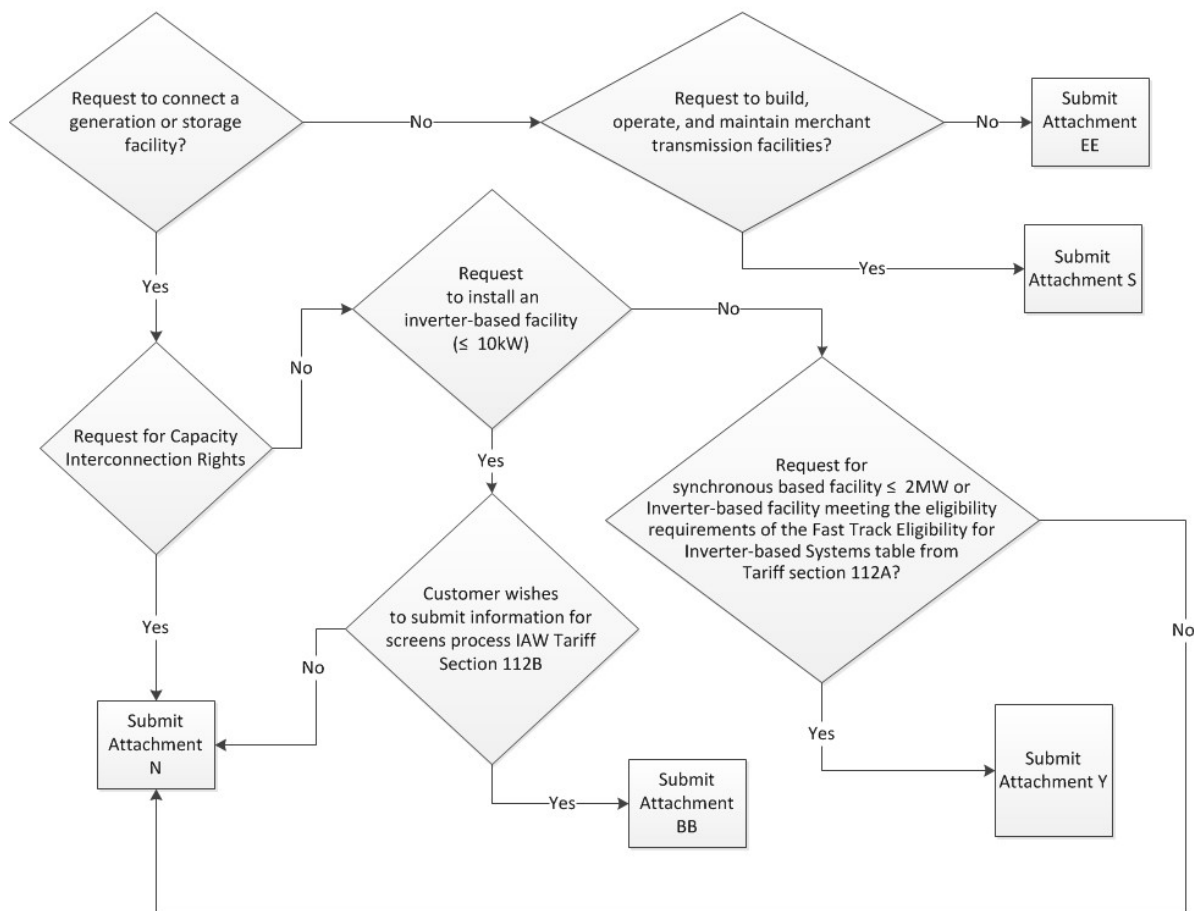 Request to connect a
generation or storage
facility?
No
Request to build,
operate, and maintain merchant
transmission facilities?
No
Submit
Attachment
EE
Yes
Submit
Attachment S
Yes
Request for Capacity
Interconnection Rights
No
Request
to install an
inverter-based facility
(≤ 10kW)
No
Yes
Request for
synchronous based facility ≤ 2MW or
Inverter-based facility meeting the eligibility
requirements of the Fast Track Eligibility for
Inverter-based Systems table from
Tariff section 112A?
Yes
Customer wishes
to submit information for
screens process IAW Tariff
Section 112B
No
No
Submit
Attachment
N
Yes
Submit
Attachment
BB
Yes
Submit
Attachment Y